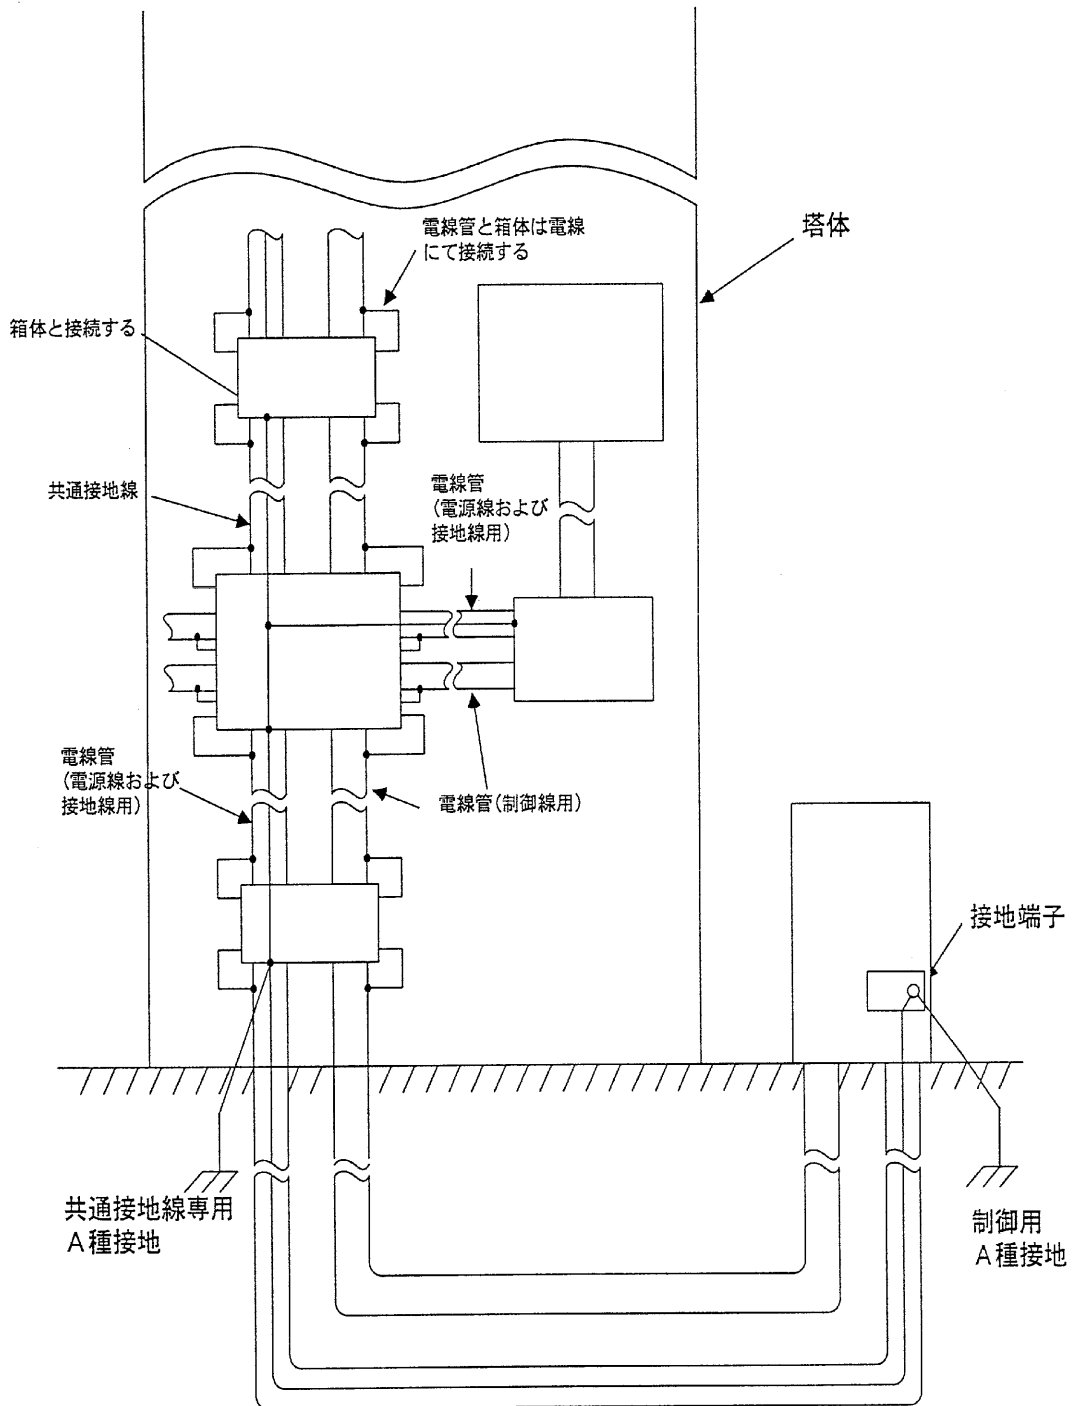 電線管と箱体は電線
にて接続する
塔体
箱体と接続する
共通接地線
電線管
(電源線および
接地線用)
電線管
(電源線および
接地線用)
電線管(制御線用)
接地端子
共通接地線専用
A種接地
制御用
A種接地